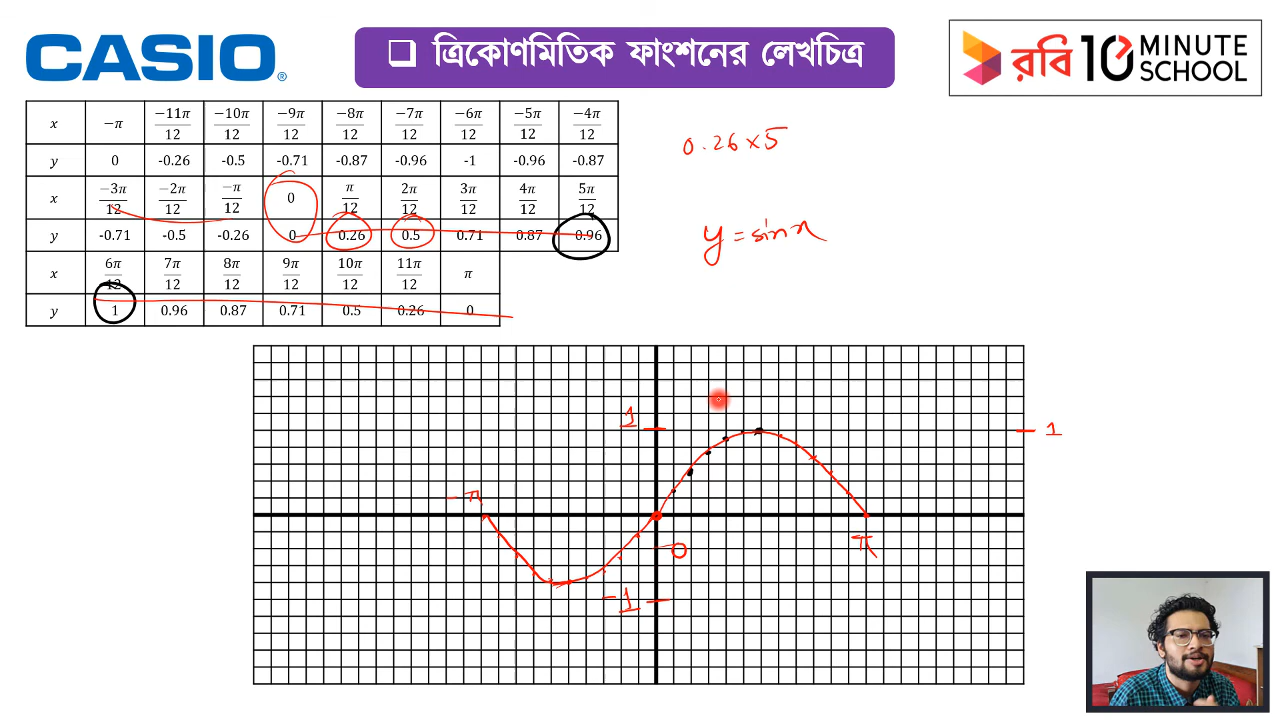 CASIO®
❑ ত্রিকোণমিতিক ফাংশনের লেখচিত্র
রবি 10 MINUTE SCHOOL
x −π −11π/12 −10π/12 −9π/12 −8π/12 −7π/12 −6π/12 −5π/12 −4π/12
y 0 -0.26 -0.5 -0.71 -0.87 -0.96 -1 -0.96 -0.87
x −3π/12 −2π/12 −π/12 0 π/12 2π/12 3π/12 4π/12 5π/12
y -0.71 -0.5 -0.26 0 0.26 0.5 0.71 0.87 0.96
x 6π/12 7π/12 8π/12 9π/12 10π/12 11π/12 π
y 1 0.96 0.87 0.71 0.5 0.26 0
0.26 × 5
y = sin x
1
1
−π
π
0
−1